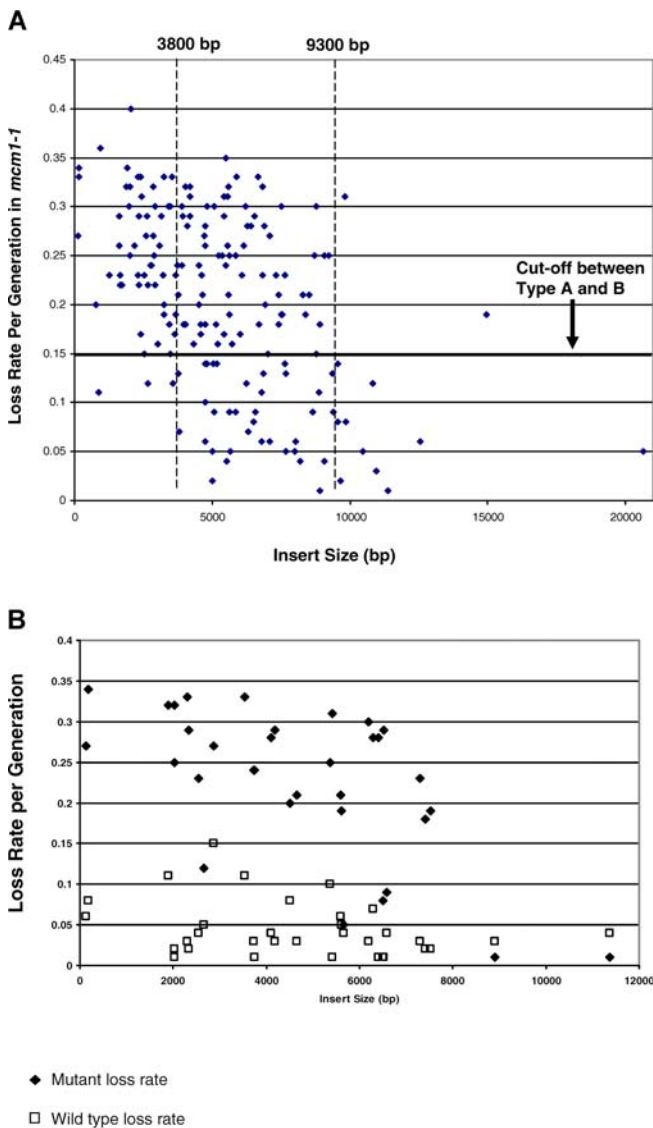 A
3800 bp
9300 bp
0.45
0.4
0.35
0.3
0.25
0.2
0.15
0.1
0.05
0
Loss Rate Per Generation in mcm1-1
Cut-off between
Type A and B
0
5000
10000
15000
20000
Insert Size (bp)
B
0.4
0.35
0.3
0.25
0.2
0.15
0.1
0.05
0
Loss Rate per Generation
0
2000
4000
6000
8000
10000
12000
Insert Size (bp)
Mutant loss rate
Wild type loss rate